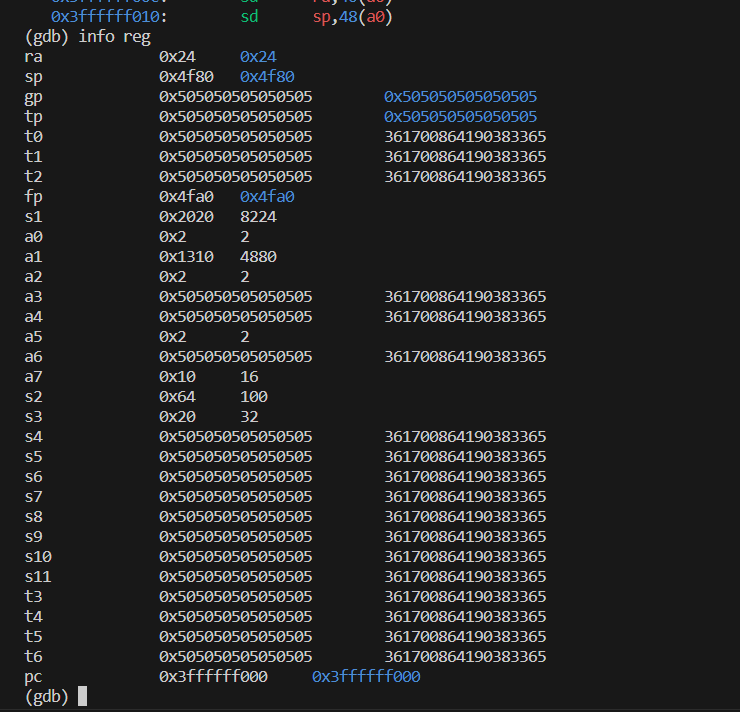 0x3ffffff010: sd sp,48(a0)
(gdb) info reg
ra 0x24 0x24
sp 0x4f80 0x4f80
gp 0x505050505050505 0x505050505050505
tp 0x505050505050505 0x505050505050505
t0 0x505050505050505 361700864190383365
t1 0x505050505050505 361700864190383365
t2 0x505050505050505 361700864190383365
fp 0x4fa0 0x4fa0
s1 0x2020 8224
a0 0x2 2
a1 0x1310 4880
a2 0x2 2
a3 0x505050505050505 361700864190383365
a4 0x505050505050505 361700864190383365
a5 0x2 2
a6 0x505050505050505 361700864190383365
a7 0x10 16
s2 0x64 100
s3 0x20 32
s4 0x505050505050505 361700864190383365
s5 0x505050505050505 361700864190383365
s6 0x505050505050505 361700864190383365
s7 0x505050505050505 361700864190383365
s8 0x505050505050505 361700864190383365
s9 0x505050505050505 361700864190383365
s10 0x505050505050505 361700864190383365
s11 0x505050505050505 361700864190383365
t3 0x505050505050505 361700864190383365
t4 0x505050505050505 361700864190383365
t5 0x505050505050505 361700864190383365
t6 0x505050505050505 361700864190383365
pc 0x3ffffff000 0x3ffffff000
(gdb)